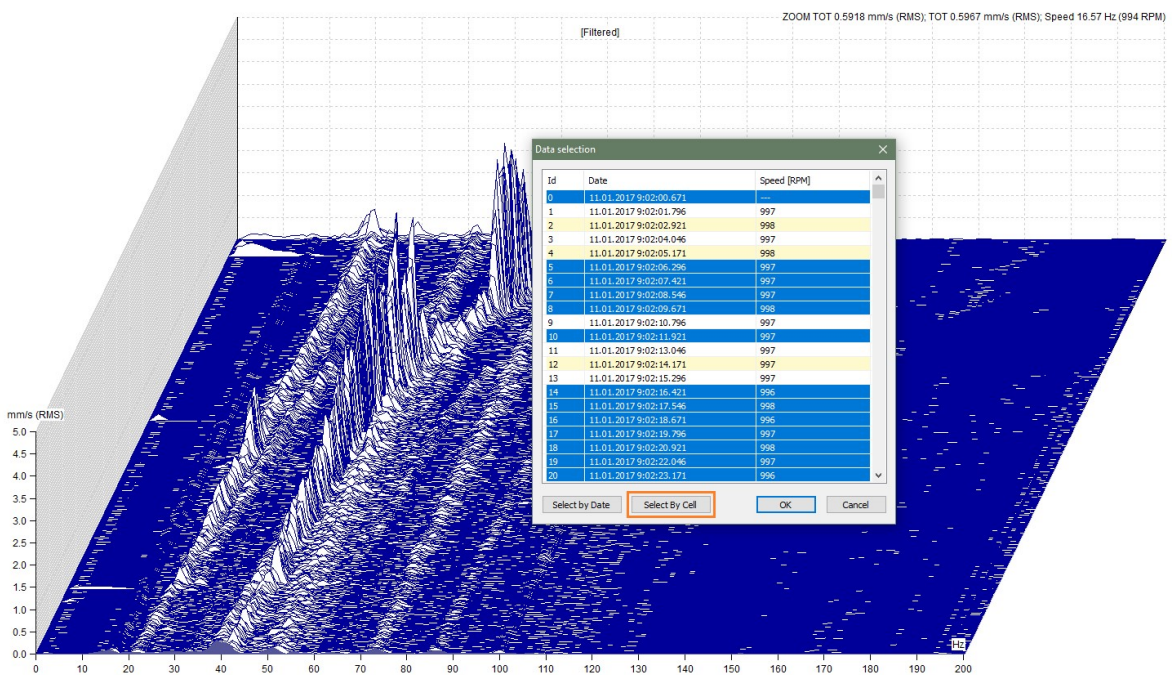 ZOOM TOT 0.5918 mm/s (RMS); TOT 0.5967 mm/s (RMS); Speed 16.57 Hz (994 RPM)
[Filtered]
Data selection
Id Date Speed [RPM]
0 11.01.2017 9:02:00.671 ---
1 11.01.2017 9:02:01.796 997
2 11.01.2017 9:02:02.921 998
3 11.01.2017 9:02:04.046 997
4 11.01.2017 9:02:05.171 998
5 11.01.2017 9:02:06.296 997
6 11.01.2017 9:02:07.421 997
7 11.01.2017 9:02:08.546 997
8 11.01.2017 9:02:09.671 998
9 11.01.2017 9:02:10.796 997
10 11.01.2017 9:02:11.921 997
11 11.01.2017 9:02:13.046 997
12 11.01.2017 9:02:14.171 997
13 11.01.2017 9:02:15.296 997
14 11.01.2017 9:02:16.421 996
15 11.01.2017 9:02:17.546 998
16 11.01.2017 9:02:18.671 996
17 11.01.2017 9:02:19.796 997
18 11.01.2017 9:02:20.921 998
19 11.01.2017 9:02:22.046 997
20 11.01.2017 9:02:23.171 996
Select by Date Select By Cell OK Cancel
mm/s (RMS)
5.0
4.5
4.0
3.5
3.0
2.5
2.0
1.5
1.0
0.5
0.0
Hz
0 10 20 30 40 50 60 70 80 90 100 110 120 130 140 150 160 170 180 190 200